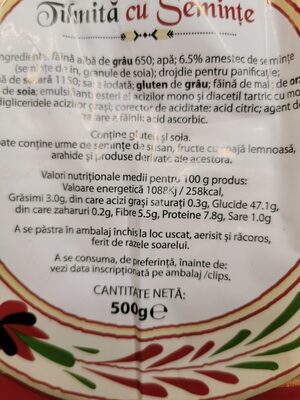 Țihnită cu Semințe
ingrediente: făină albă de grâu 650; apă; 6.5% amestec de semințe
(semințe de in, granule de soia); drojdie pentru panificație;
de secară 1150; sare iodată; gluten de grâu; făină de malț de or
de soia; emulsifianți: esteri ai acizilor mono și diacetil tartric cu mo
digliceridele acizilor grași; corector de aciditate: acid citric; agent d
tratare a făinii: acid ascorbic.
Conține gluten și soia.
oate conține urme de semințe de susan, fructe cu coajă lemnoasă,
arahide și produse derivate ale acestora.
Valori nutriționale medii pentru 100 g produs:
Valoare energetică 1088Kj / 258kcal,
Grăsimi 3.0g, din care acizi grași saturați 0.3g, Glucide 47.1g,
din care zaharuri 0.2g, Fibre 5.5g, Proteine 7.8g, Sare 1.0g
A se păstra în ambalaj închis la loc uscat, aerisit și răcoros,
ferit de razele soarelui.
A se consuma, de preferință, înainte de:
vezi data inscripționată pe ambalaj /clips.
CANTITATE NETĂ:
500g℮